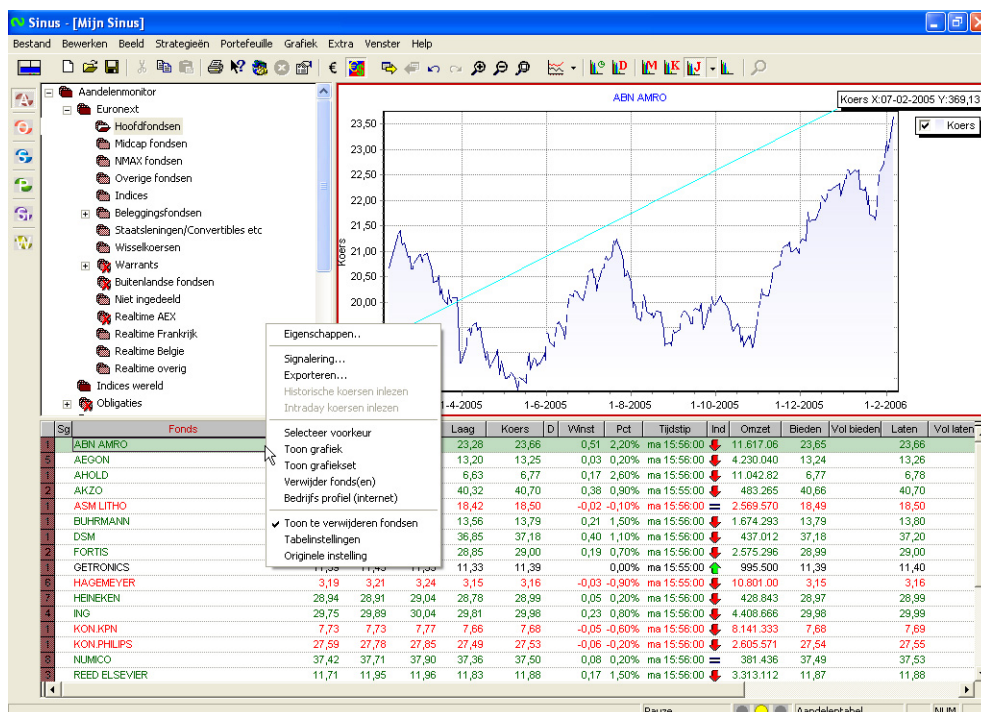 Sinus - [Mijn Sinus]
Bestand Bewerken Beeld Strategieën Portefeuille Grafiek Extra Venster Help
Aandelenmonitor
Euronext
Hoofdfondsen
Midcap fondsen
NMAX fondsen
Overige fondsen
Indices
Beleggingsfondsen
Staatsleningen/Convertibles etc
Wisselkoersen
Warrants
Buitenlandse fondsen
Niet ingedeeld
Realtime AEX
Realtime Frankrijk
Realtime Belgie
Realtime overig
Indices wereld
Obligaties
ABN AMRO
Koers X:07-02-2005 Y:369,13
Koers
Koers
23,50
23,00
22,50
22,00
21,50
21,00
20,50
20,00
1-4-2005 1-6-2005 1-8-2005 1-10-2005 1-12-2005 1-2-2006
Eigenschappen..
Signalering...
Exporteren...
Historische koersen inlezen
Intraday koersen inlezen
Selecteer voorkeur
Toon grafiek
Toon grafiekset
Verwijder fonds(en)
Bedrijfs profiel (internet)
Toon te verwijderen fondsen
Tabelinstellingen
Originele instelling
Sg Fonds Laag Koers D Winst Pct Tijdstip Ind Omzet Bieden Vol bieden Laten Vol laten
1 ABN AMRO 23,28 23,66 0,51 2,20% ma 15:56:00 11.617.06 23,65 23,66
5 AEGON 13,20 13,25 0,03 0,20% ma 15:56:00 4.230.040 13,24 13,26
1 AHOLD 6,63 6,77 0,17 2,60% ma 15:56:00 11.042.82 6,77 6,78
2 AKZO 40,32 40,70 0,38 0,90% ma 15:55:00 483.265 40,66 40,70
1 ASM LITHO 18,42 18,50 -0,02 -0,10% ma 15:56:00 2.569.570 18,49 18,50
1 BUHRMANN 13,56 13,79 0,21 1,50% ma 15:56:00 1.674.293 13,79 13,80
1 DSM 36,85 37,18 0,40 1,10% ma 15:56:00 437.012 37,18 37,20
2 FORTIS 28,85 29,00 0,19 0,70% ma 15:56:00 2.575.296 28,99 29,00
1 GETRONICS 11,33 11,39 0,00% ma 15:55:00 995.500 11,39 11,40
6 HAGEMEYER 3,19 3,21 3,24 3,15 3,16 -0,03 -0,90% ma 15:55:00 10.801.00 3,15 3,16
7 HEINEKEN 28,94 28,91 29,04 28,78 28,99 0,05 0,20% ma 15:56:00 428.843 28,97 28,99
4 ING 29,75 29,89 30,04 29,81 29,98 0,23 0,80% ma 15:56:00 4.408.666 29,98 29,99
1 KON.KPN 7,73 7,73 7,77 7,66 7,68 -0,05 -0,60% ma 15:56:00 8.141.333 7,68 7,69
1 KON.PHILIPS 27,59 27,78 27,85 27,49 27,53 -0,06 -0,20% ma 15:56:00 2.605.571 27,54 27,55
8 NUMICO 37,42 37,71 37,90 37,36 37,50 0,08 0,20% ma 15:56:00 381.436 37,49 37,53
3 REED ELSEVIER 11,71 11,95 11,96 11,83 11,88 0,17 1,50% ma 15:56:00 3.313.112 11,87 11,88
Pauze Aandelentabel NUM